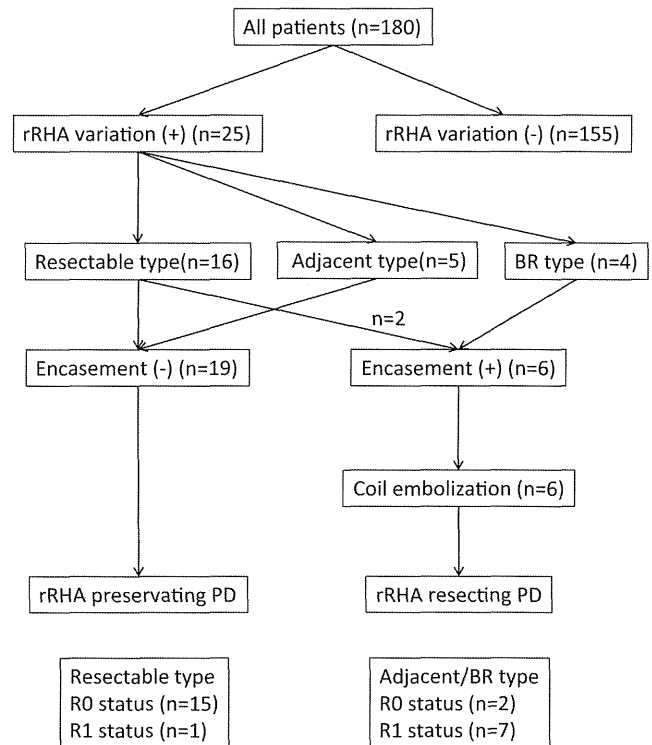 All patients (n=180)
rRHA variation (+) (n=25)
rRHA variation (-) (n=155)
Resectable type(n=16)
Adjacent type(n=5)
BR type (n=4)
n=2
Encasement (-) (n=19)
Encasement (+) (n=6)
Coil embolization (n=6)
rRHA preservating PD
rRHA resecting PD
Resectable type
R0 status (n=15)
R1 status (n=1)
Adjacent/BR type
R0 status (n=2)
R1 status (n=7)